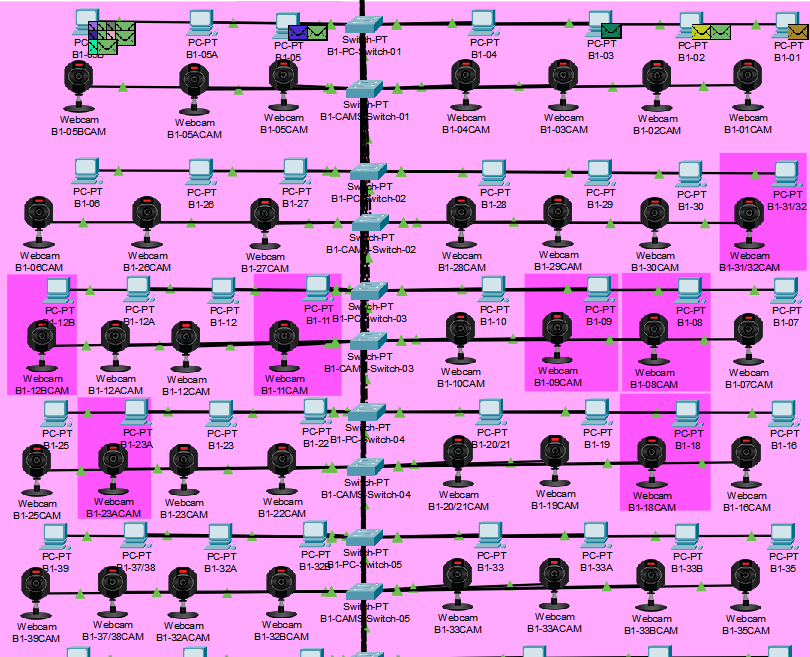 PC-PT PC-PT PC-PT Switch-PT PC-PT PC-PT PC-PT PC-PT
B1-05B B1-05A B1-05 B1-PC-Switch-01 B1-04 B1-03 B1-02 B1-01
Webcam Webcam Webcam Switch-PT Webcam Webcam Webcam Webcam
B1-05BCAM B1-05ACAM B1-05CAM B1-CAMS-Switch-01 B1-04CAM B1-03CAM B1-02CAM B1-01CAM
PC-PT PC-PT PC-PT Switch-PT PC-PT PC-PT PC-PT PC-PT
B1-06 B1-26 B1-27 B1-PC-Switch-02 B1-28 B1-29 B1-30 B1-31/32
Webcam Webcam Webcam Switch-PT Webcam Webcam Webcam Webcam
B1-06CAM B1-26CAM B1-27CAM B1-CAMS-Switch-02 B1-28CAM B1-29CAM B1-30CAM B1-31/32CAM
PC-PT PC-PT PC-PT PC-PT Switch-PT PC-PT PC-PT PC-PT PC-PT
B1-12B B1-12A B1-12 B1-11 B1-PC-Switch-03 B1-10 B1-09 B1-08 B1-07
Webcam Webcam Webcam Webcam Switch-PT Webcam Webcam Webcam Webcam
B1-12BCAM B1-12ACAM B1-12CAM B1-11CAM B1-CAMS-Switch-03 B1-10CAM B1-09CAM B1-08CAM B1-07CAM
PC-PT PC-PT PC-PT PC-PT Switch-PT PC-PT PC-PT PC-PT PC-PT
B1-25 B1-23A B1-23 B1-22 B1-PC-Switch-04 B1-20/21 B1-19 B1-18 B1-16
Webcam Webcam Webcam Webcam Switch-PT Webcam Webcam Webcam Webcam
B1-25CAM B1-23ACAM B1-23CAM B1-22CAM B1-CAMS-Switch-04 B1-20/21CAM B1-19CAM B1-18CAM B1-16CAM
PC-PT PC-PT PC-PT PC-PT Switch-PT PC-PT PC-PT PC-PT PC-PT
B1-39 B1-37/38 B1-32A B1-32B B1-PC-Switch-05 B1-33 B1-33A B1-33B B1-35
Webcam Webcam Webcam Webcam Switch-PT Webcam Webcam Webcam Webcam
B1-39CAM B1-37/38CAM B1-32ACAM B1-32BCAM B1-CAMS-Switch-05 B1-33CAM B1-33ACAM B1-33BCAM B1-35CAM